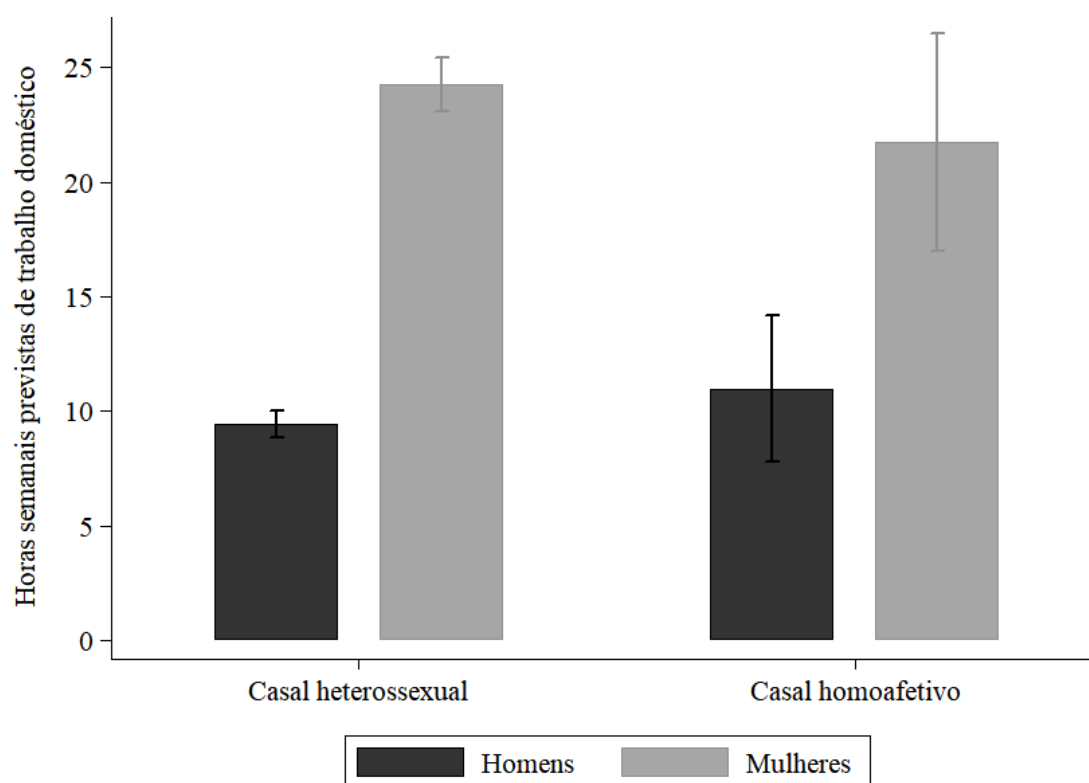 Horas semanais previstas de trabalho doméstico
25
20
15
10
5
0
Casal heterossexual
Casal homoafetivo
Homens
Mulheres